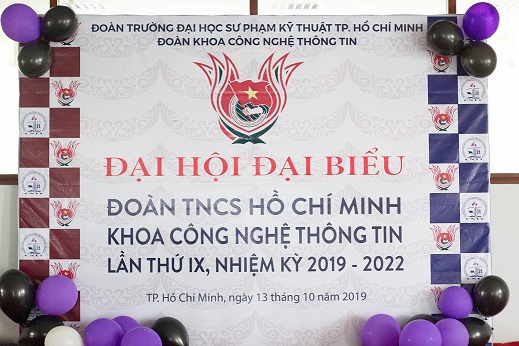 ĐOÀN TRƯỜNG ĐẠI HỌC SƯ PHẠM KỸ THUẬT TP. HỒ CHÍ MINH
ĐOÀN KHOA CÔNG NGHỆ THÔNG TIN
ĐẠI HỘI ĐẠI BIỂU
ĐOÀN TNCS HỒ CHÍ MINH
KHOA CÔNG NGHỆ THÔNG TIN
LẦN THỨ IX, NHIỆM KỲ 2019 - 2022
TP. Hồ Chí Minh, ngày 13 tháng 10 năm 2019